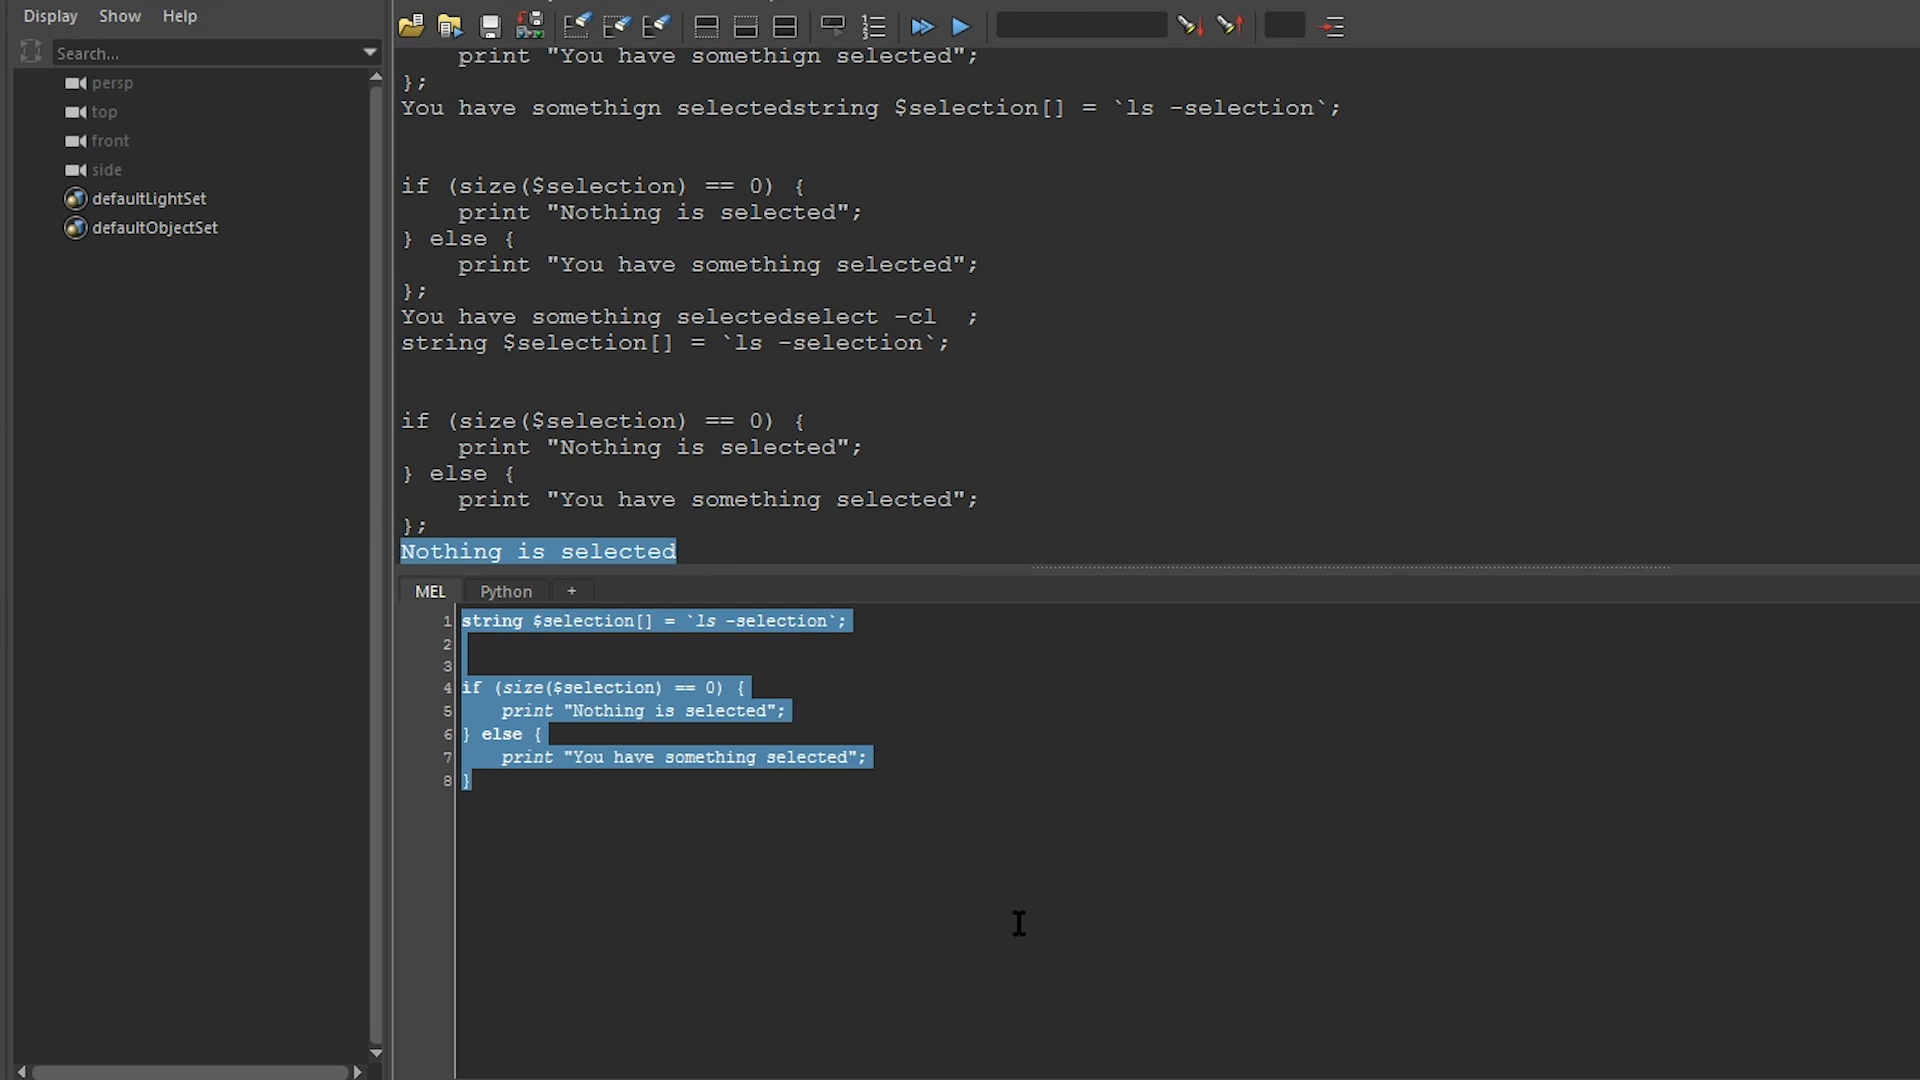 Display Show Help
Search...
persp
top
front
side
defaultLightSet
defaultObjectSet
    print "You have somethign selected";
};
You have somethign selectedstring $selection[] = `ls -selection`;
if (size($selection) == 0) {
    print "Nothing is selected";
} else {
    print "You have something selected";
};
You have something selectedselect -cl  ;
string $selection[] = `ls -selection`;
if (size($selection) == 0) {
    print "Nothing is selected";
} else {
    print "You have something selected";
};
Nothing is selected
MEL Python +
1 string $selection[] = `ls -selection`;
2
3
4 if (size($selection) == 0) {
5     print "Nothing is selected";
6 } else {
7     print "You have something selected";
8 }